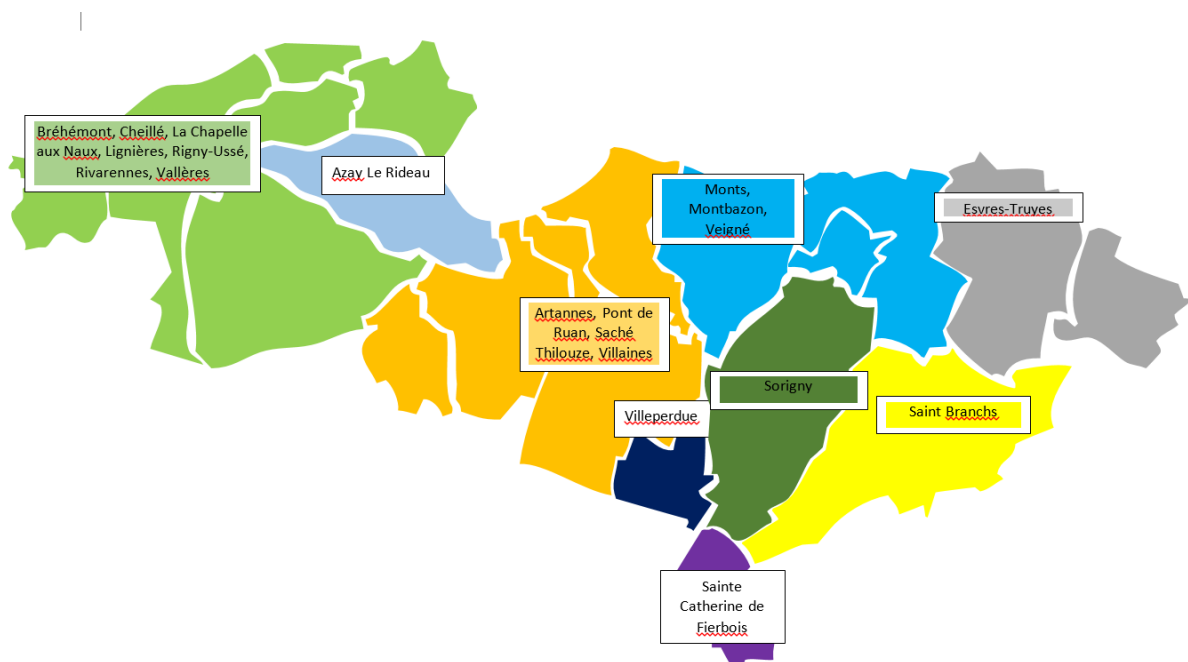 Bréhémont, Cheillé, La Chapelle
aux Naux, Lignières, Rigny-Ussé,
Rivarennes, Vallères
Azay Le Rideau
Monts,
Montbazon,
Veigné
Esvres-Truyes
Artannes, Pont de
Ruan, Saché
Thilouze, Villaines
Sorigny
Villeperdue
Saint Branchs
Sainte
Catherine de
Fierbois